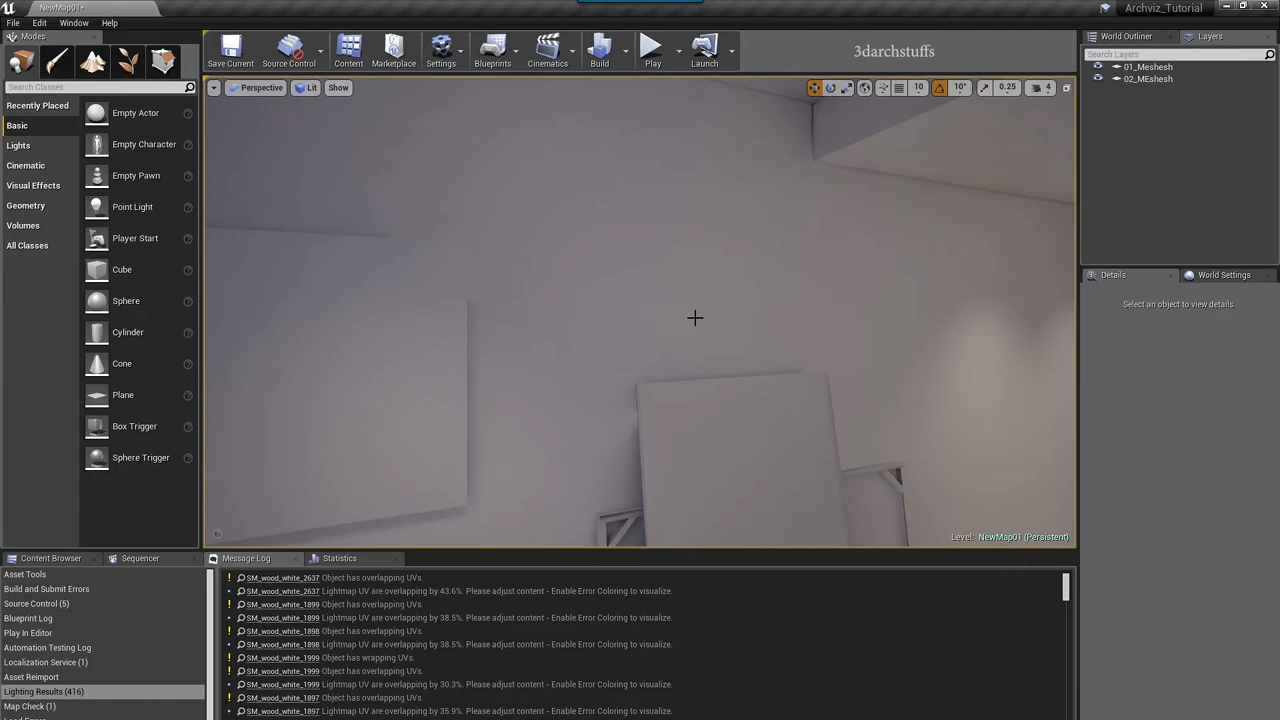 NewMap01*
Archviz_Tutorial
File Edit Window Help
Modes
Search Classes
Recently Placed
Basic
Lights
Cinematic
Visual Effects
Geometry
Volumes
All Classes
Empty Actor
Empty Character
Empty Pawn
Point Light
Player Start
Cube
Sphere
Cylinder
Cone
Plane
Box Trigger
Sphere Trigger
Save Current
Source Control
Content
Marketplace
Settings
Blueprints
Cinematics
Build
Play
Launch
3darchstuffs
Perspective
Lit
Show
10
10°
0.25
4
Level: NewMap01 (Persistent)
World Outliner
Layers
Search Layers
01_Meshesh
02_MEshesh
Details
World Settings
Select an object to view details.
Content Browser
Sequencer
Message Log
Statistics
Asset Tools
Build and Submit Errors
Source Control (5)
Blueprint Log
Play In Editor
Automation Testing Log
Localization Service (1)
Asset Reimport
Lighting Results (416)
Map Check (1)
SM_wood_white_2637 Object has overlapping UVs.
SM_wood_white_2637 Lightmap UV are overlapping by 43.6%. Please adjust content - Enable Error Coloring to visualize.
SM_wood_white_1899 Object has overlapping UVs.
SM_wood_white_1899 Lightmap UV are overlapping by 38.5%. Please adjust content - Enable Error Coloring to visualize.
SM_wood_white_1898 Object has overlapping UVs.
SM_wood_white_1898 Lightmap UV are overlapping by 38.5%. Please adjust content - Enable Error Coloring to visualize.
SM_wood_white_1999 Object has wrapping UVs.
SM_wood_white_1999 Object has overlapping UVs.
SM_wood_white_1999 Lightmap UV are overlapping by 30.3%. Please adjust content - Enable Error Coloring to visualize.
SM_wood_white_1897 Object has overlapping UVs.
SM_wood_white_1897 Lightmap UV are overlapping by 35.9%. Please adjust content - Enable Error Coloring to visualize.